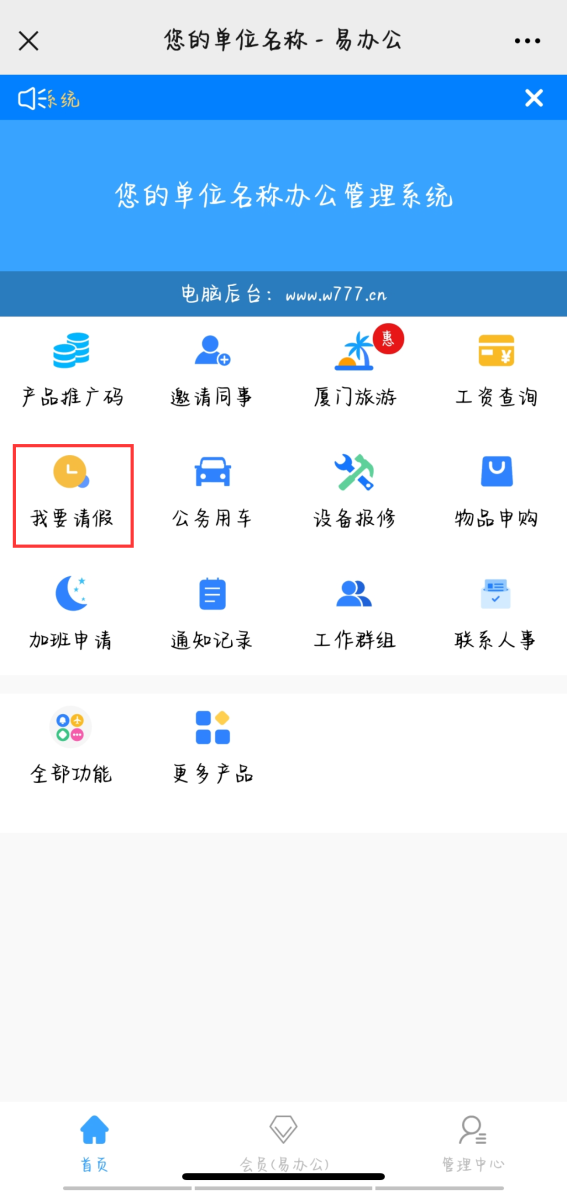 您的单位名称 - 易办公
系统
您的单位名称办公管理系统
电脑后台：www.w777.cn
惠
产品推广码 邀请同事 厦门旅游 工资查询
我要请假 公务用车 设备报修 物品申购
加班申请 通知记录 工作群组 联系人事
全部功能 更多产品
首页 会员(易办公) 管理中心